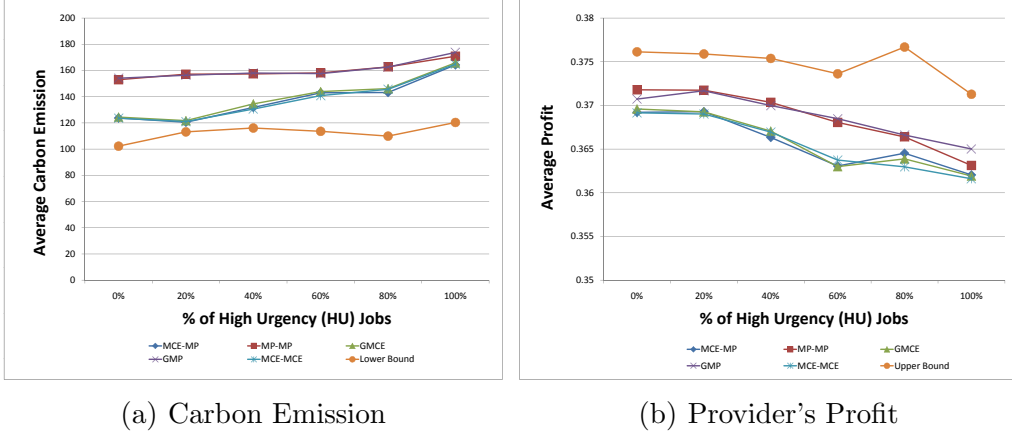 200
180
160
140
120
100
80
60
40
20
0
Average Carbon Emission
0% 20% 40% 60% 80% 100%
% of High Urgency (HU) Jobs
MCE-MP MP-MP GMCE
GMP MCE-MCE Lower Bound
(a) Carbon Emission
0.38
0.375
0.37
0.365
0.36
0.355
0.35
Average Profit
0% 20% 40% 60% 80% 100%
% of High Urgency (HU) Jobs
MCE-MP MP-MP GMCE
GMP MCE-MCE Upper Bound
(b) Provider's Profit